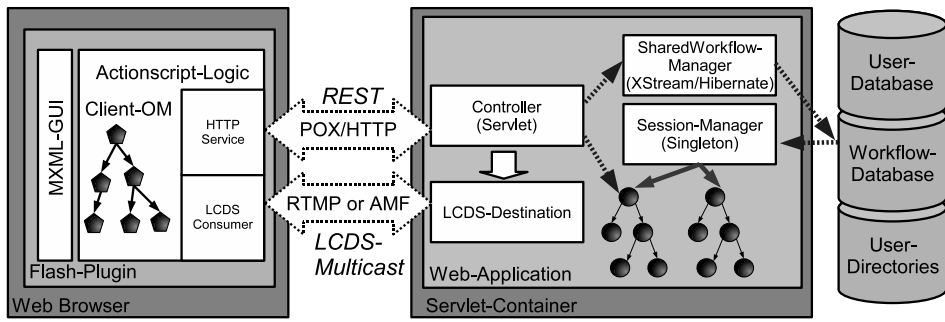 MXML-GUI
Actionscript-Logic
Client-OM
HTTP
Service
LCDS
Consumer
Flash-Plugin
Web Browser
REST
POX/HTTP
RTMP or AMF
LCDS-
Multicast
Controller
(Servlet)
LCDS-Destination
SharedWorkflow-
Manager
(XStream/Hibernate)
Session-Manager
(Singleton)
Web-Application
Servlet-Container
User-
Database
Workflow-
Database
User-
Directories